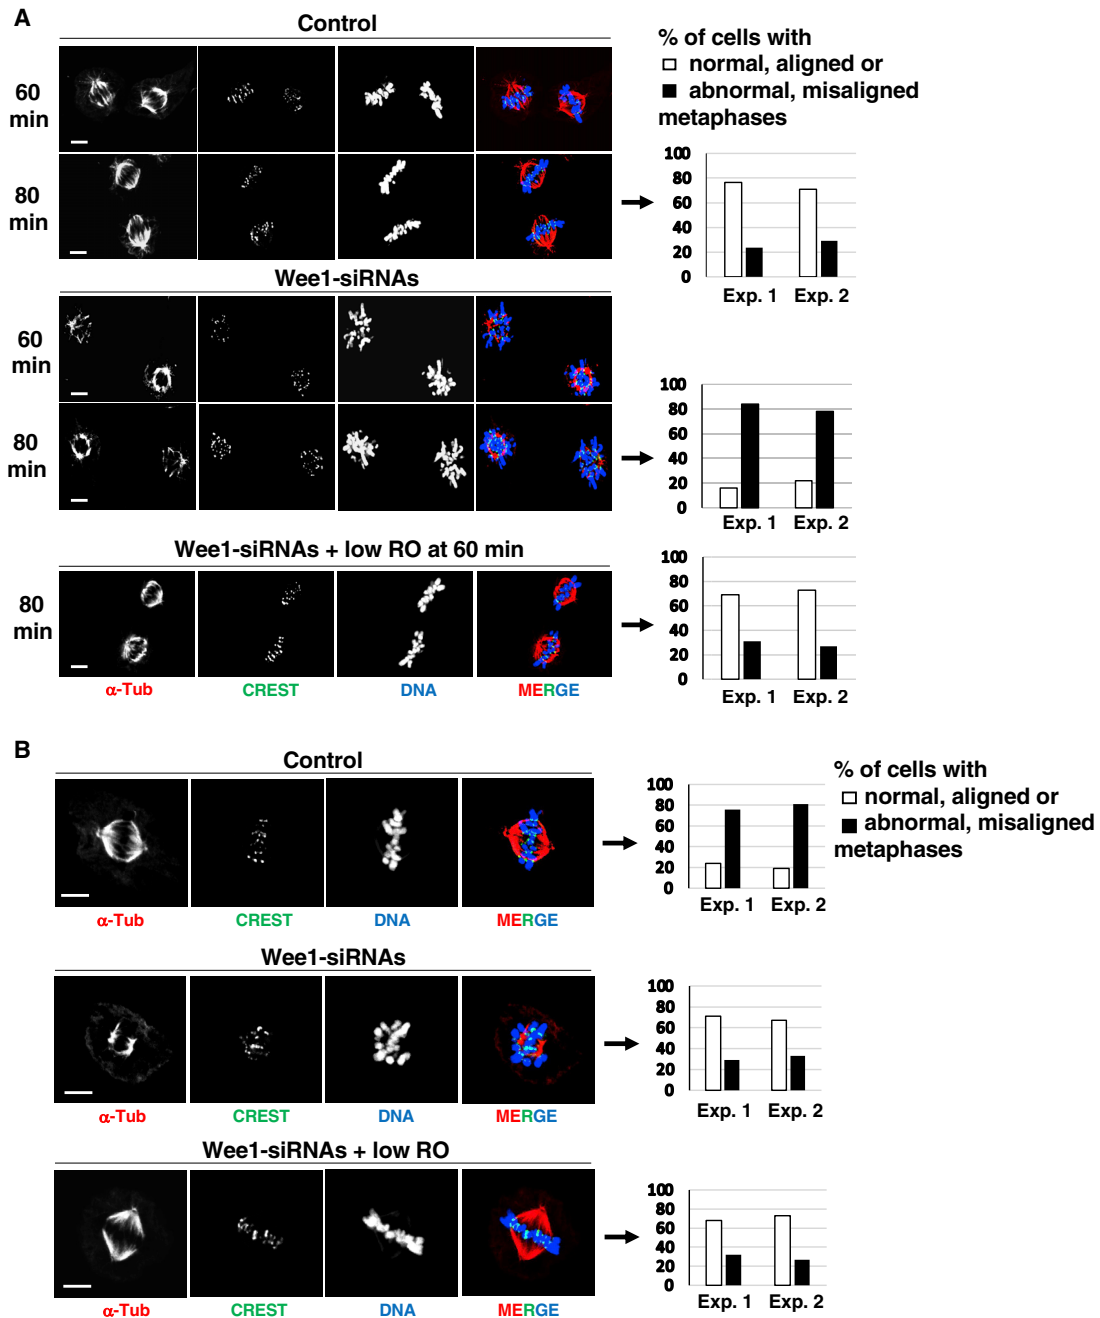 A
Control
% of cells with
normal, aligned or
abnormal, misaligned
metaphases
60
min
80
min
100
80
60
40
20
0
Exp. 1 Exp. 2
Wee1-siRNAs
60
min
80
min
100
80
60
40
20
0
Exp. 1 Exp. 2
Wee1-siRNAs + low RO at 60 min
80
min
100
80
60
40
20
0
Exp. 1 Exp. 2
α-Tub CREST DNA MERGE
B
Control
% of cells with
normal, aligned or
abnormal, misaligned
metaphases
100
80
60
40
20
0
Exp. 1 Exp. 2
α-Tub CREST DNA MERGE
Wee1-siRNAs
100
80
60
40
20
0
Exp. 1 Exp. 2
α-Tub CREST DNA MERGE
Wee1-siRNAs + low RO
100
80
60
40
20
0
Exp. 1 Exp. 2
α-Tub CREST DNA MERGE